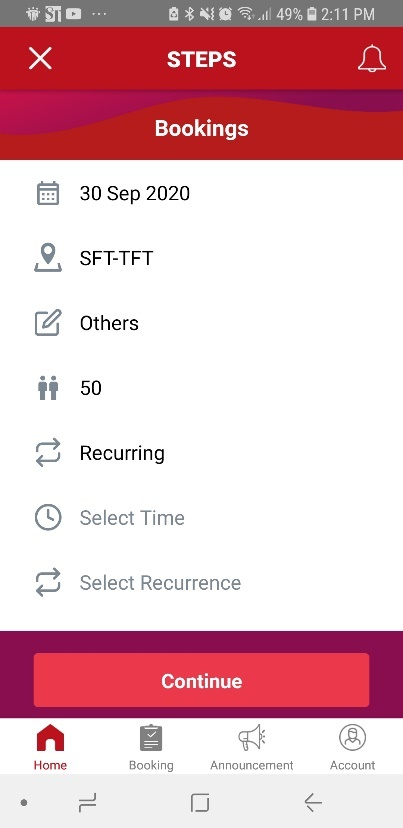 ST ... 49% 2:11 PM
STEPS
Bookings
30 Sep 2020
SFT-TFT
Others
50
Recurring
Select Time
Select Recurrence
Continue
Home Booking Announcement Account